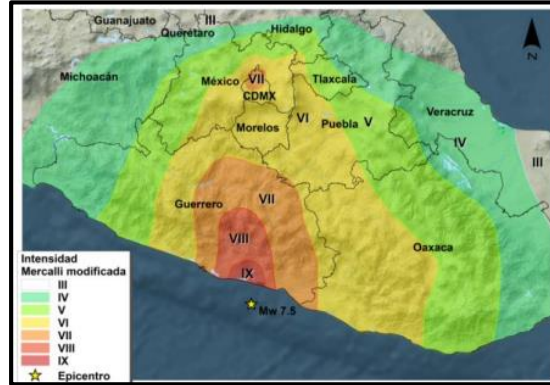 Guanajuato
III
Hidalgo
Querétaro
Michoacán
México
VII
CDMX
Tlaxcala
Veracruz
Morelos
VI
Puebla
V
IV
III
Guerrero
VII
VIII
Oaxaca
IX
Mw 7.5
N
Intensidad
Mercalli modificada
III
IV
V
VI
VII
VIII
IX
Epicentro